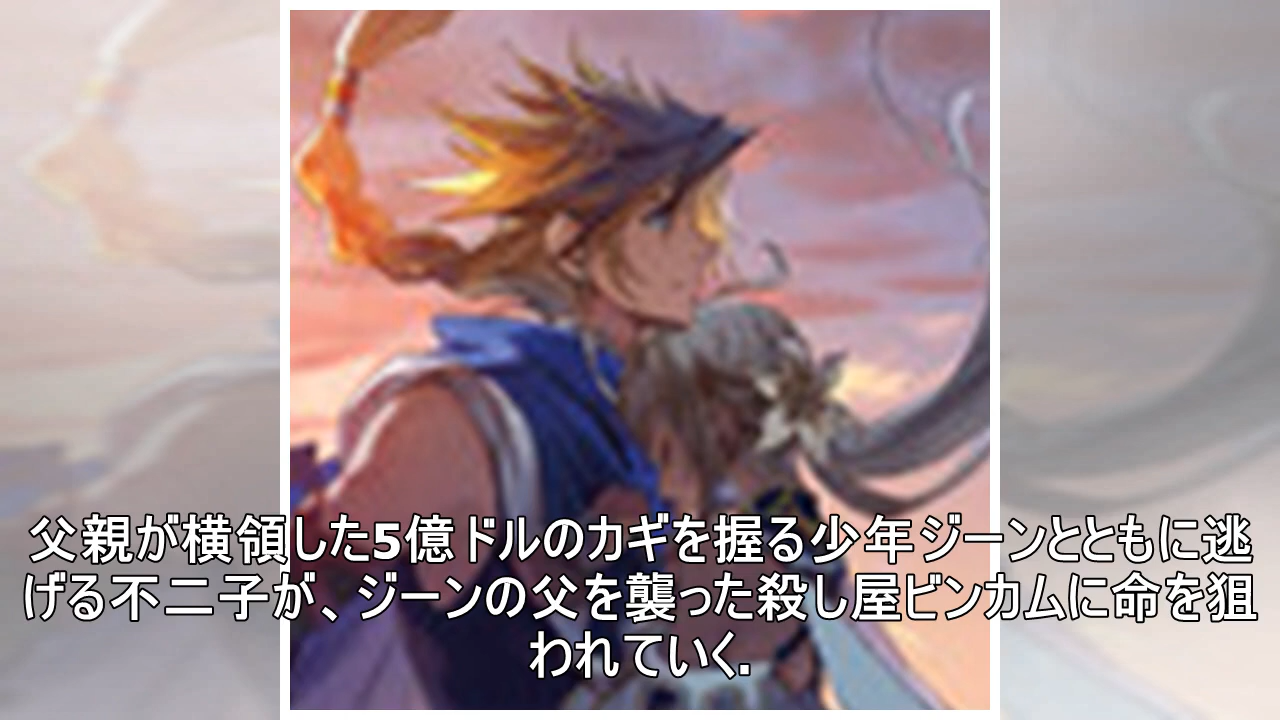 父親が横領した5億ドルのカギを握る少年ジーンとともに逃
げる不二子が、ジーンの父を襲った殺し屋ビンカムに命を狙
われていく.